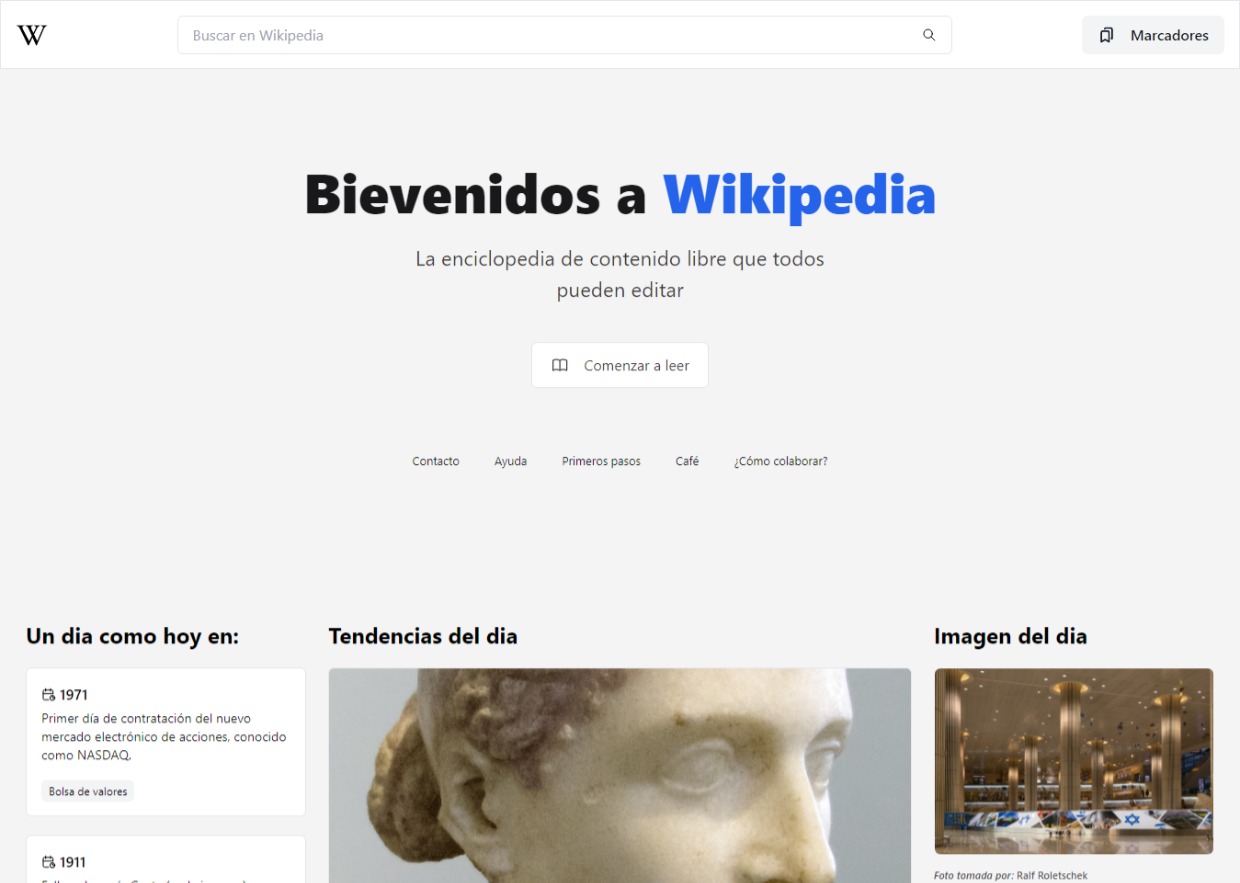 W
Buscar en Wikipedia
Marcadores
Bievenidos a Wikipedia
La enciclopedia de contenido libre que todos
pueden editar
Comenzar a leer
Contacto Ayuda Primeros pasos Café ¿Cómo colaborar?
Un dia como hoy en:
1971
Primer día de contratación del nuevo
mercado electrónico de acciones, conocido
como NASDAQ.
Bolsa de valores
1911
Tendencias del dia
Imagen del dia
Foto tomada por: Ralf Roletschek